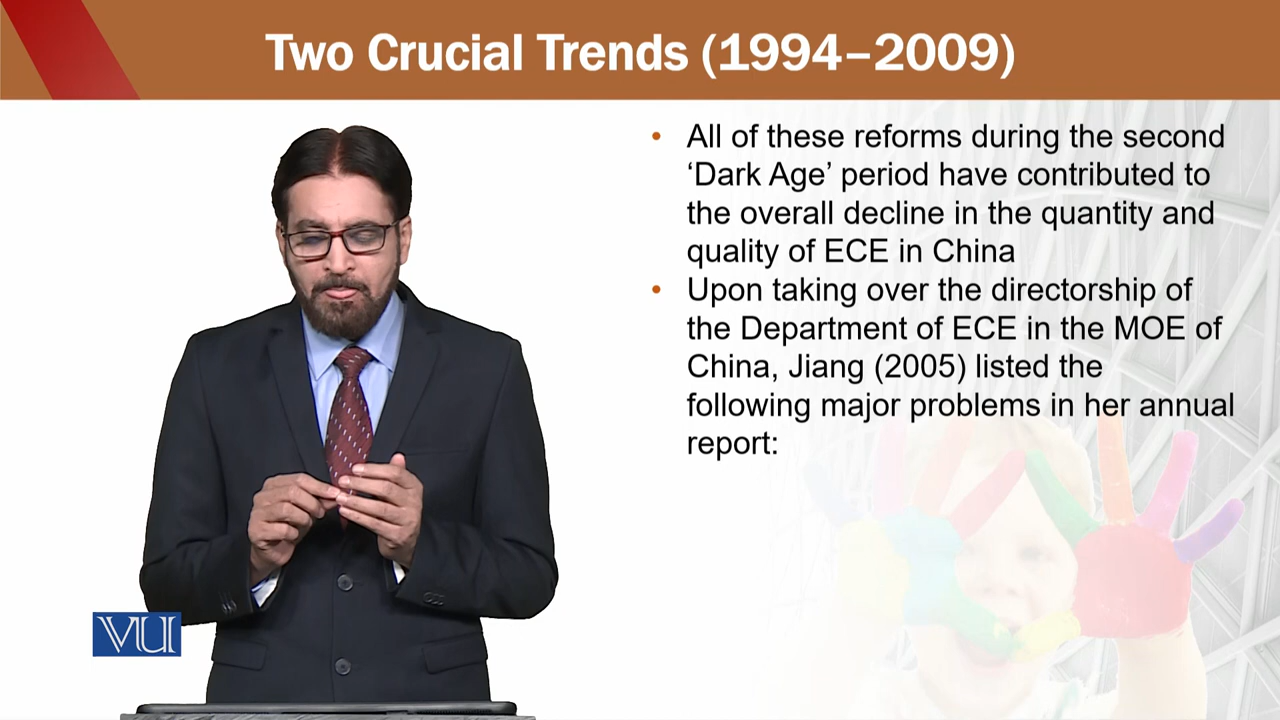 Two Crucial Trends (1994–2009)
• All of these reforms during the second
‘Dark Age’ period have contributed to
the overall decline in the quantity and
quality of ECE in China
• Upon taking over the directorship of
the Department of ECE in the MOE of
China, Jiang (2005) listed the
following major problems in her annual
report:
VU